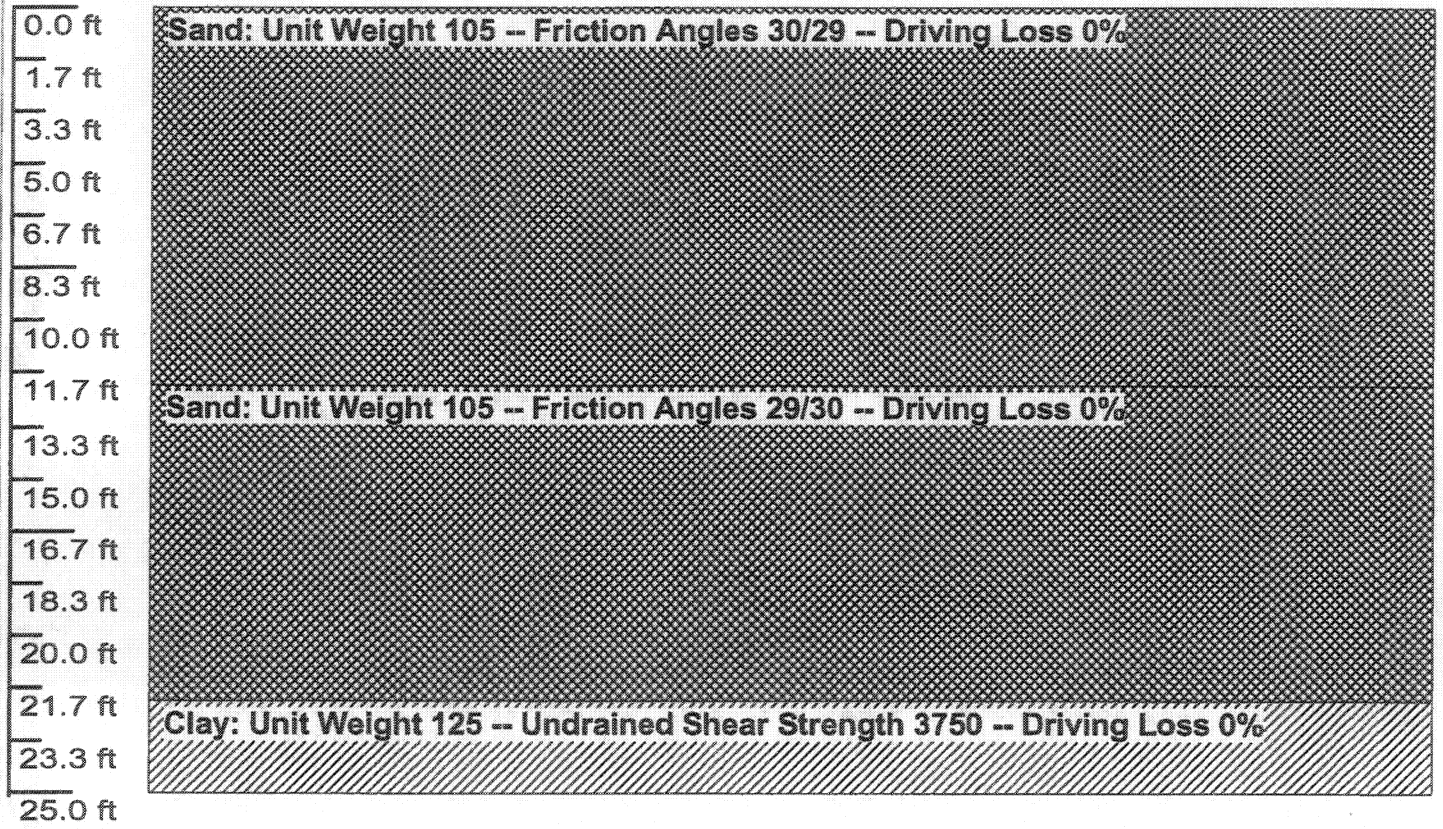 0.0 ft
Sand: Unit Weight 105 -- Friction Angles 30/29 -- Driving Loss 0%
1.7 ft
3.3 ft
5.0 ft
6.7 ft
8.3 ft
10.0 ft
11.7 ft
Sand: Unit Weight 105 -- Friction Angles 29/30 -- Driving Loss 0%
13.3 ft
15.0 ft
16.7 ft
18.3 ft
20.0 ft
21.7 ft
Clay: Unit Weight 125 -- Undrained Shear Strength 3750 -- Driving Loss 0%
23.3 ft
25.0 ft